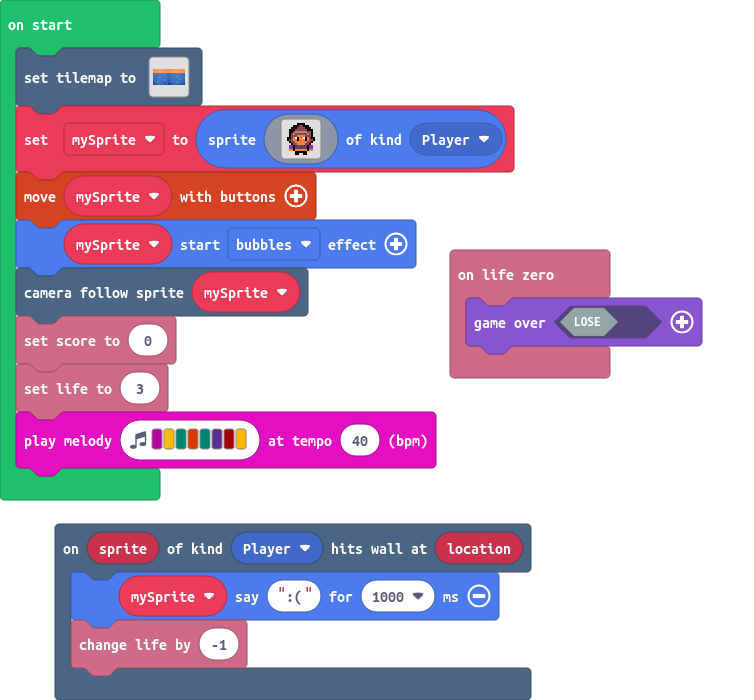 on start
set tilemap to
set mySprite to sprite of kind Player
move mySprite with buttons
mySprite start bubbles effect
camera follow sprite mySprite
set score to 0
set life to 3
play melody at tempo 40 (bpm)
on life zero
game over LOSE
on sprite of kind Player hits wall at location
mySprite say ":(" for 1000 ms
change life by -1